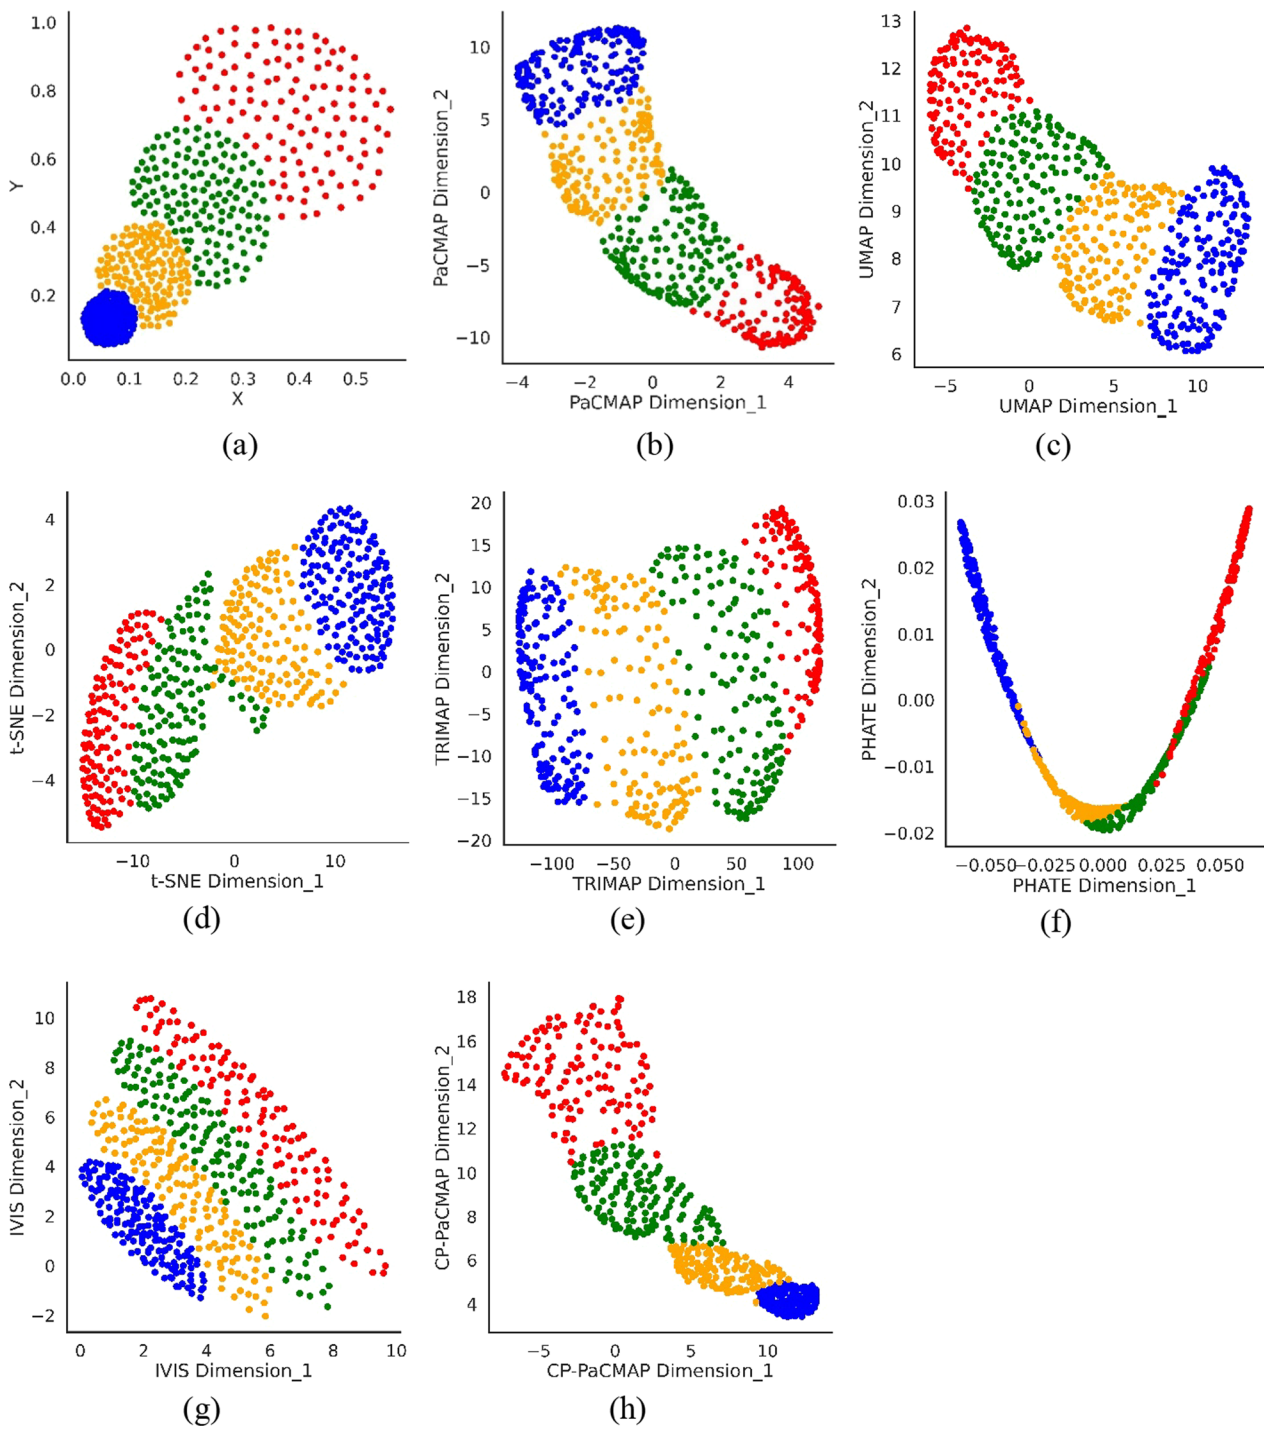 1.0
0.8
0.6
0.4
0.2
Y
0.0 0.1 0.2 0.3 0.4 0.5
X
(a)
10
5
0
−5
−10
PaCMAP Dimension_2
−4 −2 0 2 4
PaCMAP Dimension_1
(b)
13
12
11
10
9
8
7
6
UMAP Dimension_2
−5 0 5 10
UMAP Dimension_1
(c)
4
2
0
−2
−4
t-SNE Dimension_2
−10 0 10
t-SNE Dimension_1
(d)
20
15
10
5
0
−5
−10
−15
−20
TRIMAP Dimension_2
−100 −50 0 50 100
TRIMAP Dimension_1
(e)
0.03
0.02
0.01
0.00
−0.01
−0.02
PHATE Dimension_2
−0.050 −0.025 0.000 0.025 0.050
PHATE Dimension_1
(f)
10
8
6
4
2
0
−2
IVIS Dimension_2
0 2 4 6 8 10
IVIS Dimension_1
(g)
18
16
14
12
10
8
6
4
CP-PaCMAP Dimension_2
−5 0 5 10
CP-PaCMAP Dimension_1
(h)